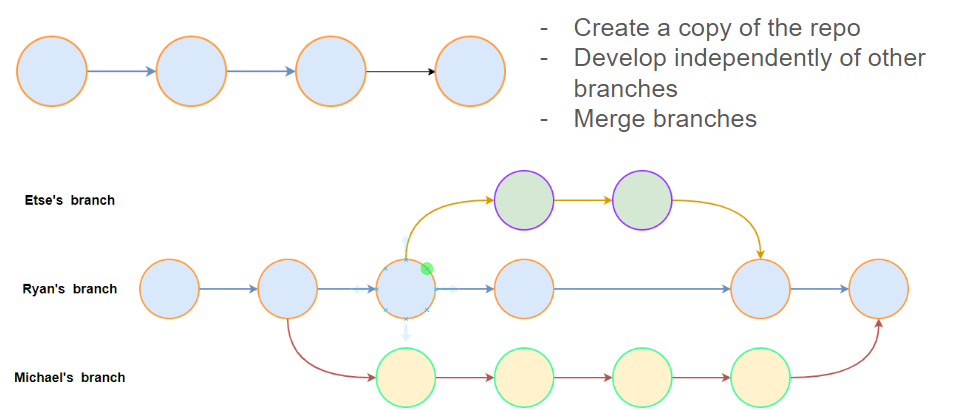 - Create a copy of the repo
- Develop independently of other
branches
- Merge branches
Etse's branch
Ryan's branch
Michael's branch